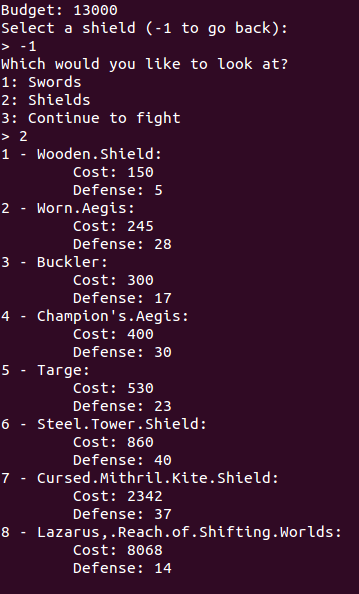 Budget: 13000
Select a shield (-1 to go back):
> -1
Which would you like to look at?
1: Swords
2: Shields
3: Continue to fight
> 2
1 - Wooden.Shield:
Cost: 150
Defense: 5
2 - Worn.Aegis:
Cost: 245
Defense: 28
3 - Buckler:
Cost: 300
Defense: 17
4 - Champion's.Aegis:
Cost: 400
Defense: 30
5 - Targe:
Cost: 530
Defense: 23
6 - Steel.Tower.Shield:
Cost: 860
Defense: 40
7 - Cursed.Mithril.Kite.Shield:
Cost: 2342
Defense: 37
8 - Lazarus,.Reach.of.Shifting.Worlds:
Cost: 8068
Defense: 14